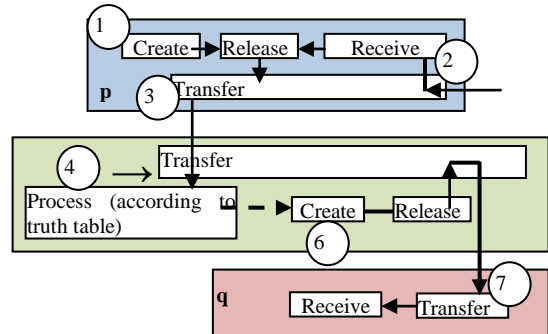 1
Create Release Receive
2
3 Transfer
p
4 → Transfer
Process (according to
truth table)
Create Release
6
7
q
Receive Transfer